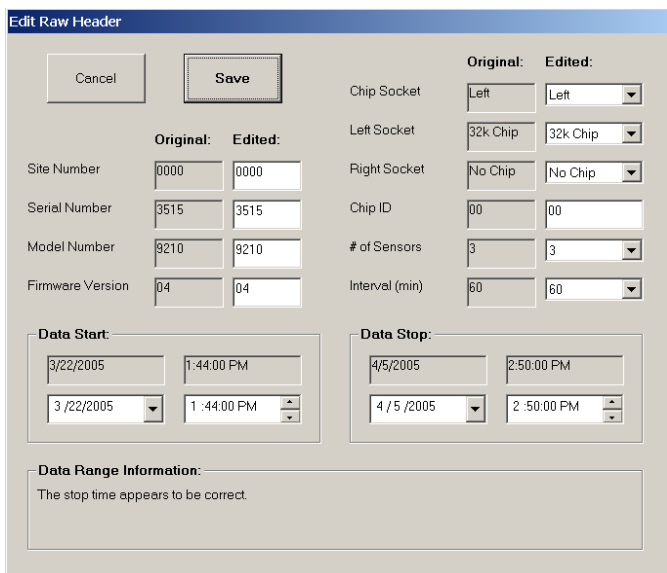 Edit Raw Header
Cancel
Save
Original: Edited:
Site Number 0000 0000
Serial Number 3515 3515
Model Number 9210 9210
Firmware Version 04 04
Original: Edited:
Chip Socket Left Left
Left Socket 32k Chip 32k Chip
Right Socket No Chip No Chip
Chip ID 00 00
# of Sensors 3 3
Interval (min) 60 60
Data Start:
3/22/2005 1:44:00 PM
3 /22/2005 1 :44:00 PM
Data Stop:
4/5/2005 2:50:00 PM
4 / 5 /2005 2 :50:00 PM
Data Range Information:
The stop time appears to be correct.